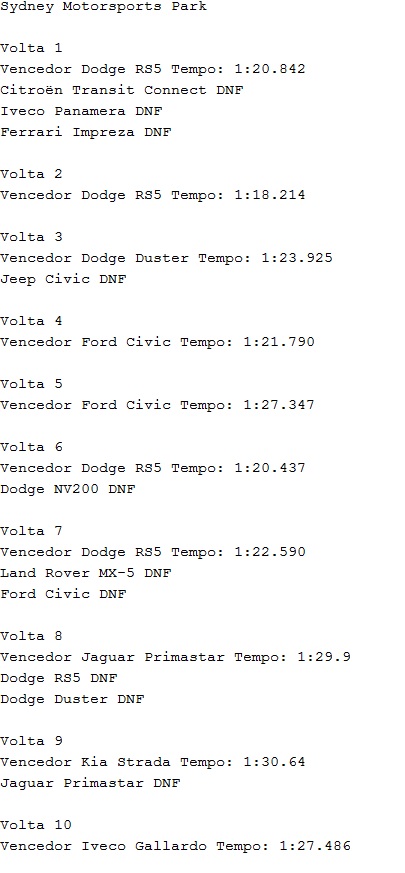 Sydney Motorsports Park
Volta 1
Vencedor Dodge RS5 Tempo: 1:20.842
Citroën Transit Connect DNF
Iveco Panamera DNF
Ferrari Impreza DNF
Volta 2
Vencedor Dodge RS5 Tempo: 1:18.214
Volta 3
Vencedor Dodge Duster Tempo: 1:23.925
Jeep Civic DNF
Volta 4
Vencedor Ford Civic Tempo: 1:21.790
Volta 5
Vencedor Ford Civic Tempo: 1:27.347
Volta 6
Vencedor Dodge RS5 Tempo: 1:20.437
Dodge NV200 DNF
Volta 7
Vencedor Dodge RS5 Tempo: 1:22.590
Land Rover MX-5 DNF
Ford Civic DNF
Volta 8
Vencedor Jaguar Primastar Tempo: 1:29.9
Dodge RS5 DNF
Dodge Duster DNF
Volta 9
Vencedor Kia Strada Tempo: 1:30.64
Jaguar Primastar DNF
Volta 10
Vencedor Iveco Gallardo Tempo: 1:27.486